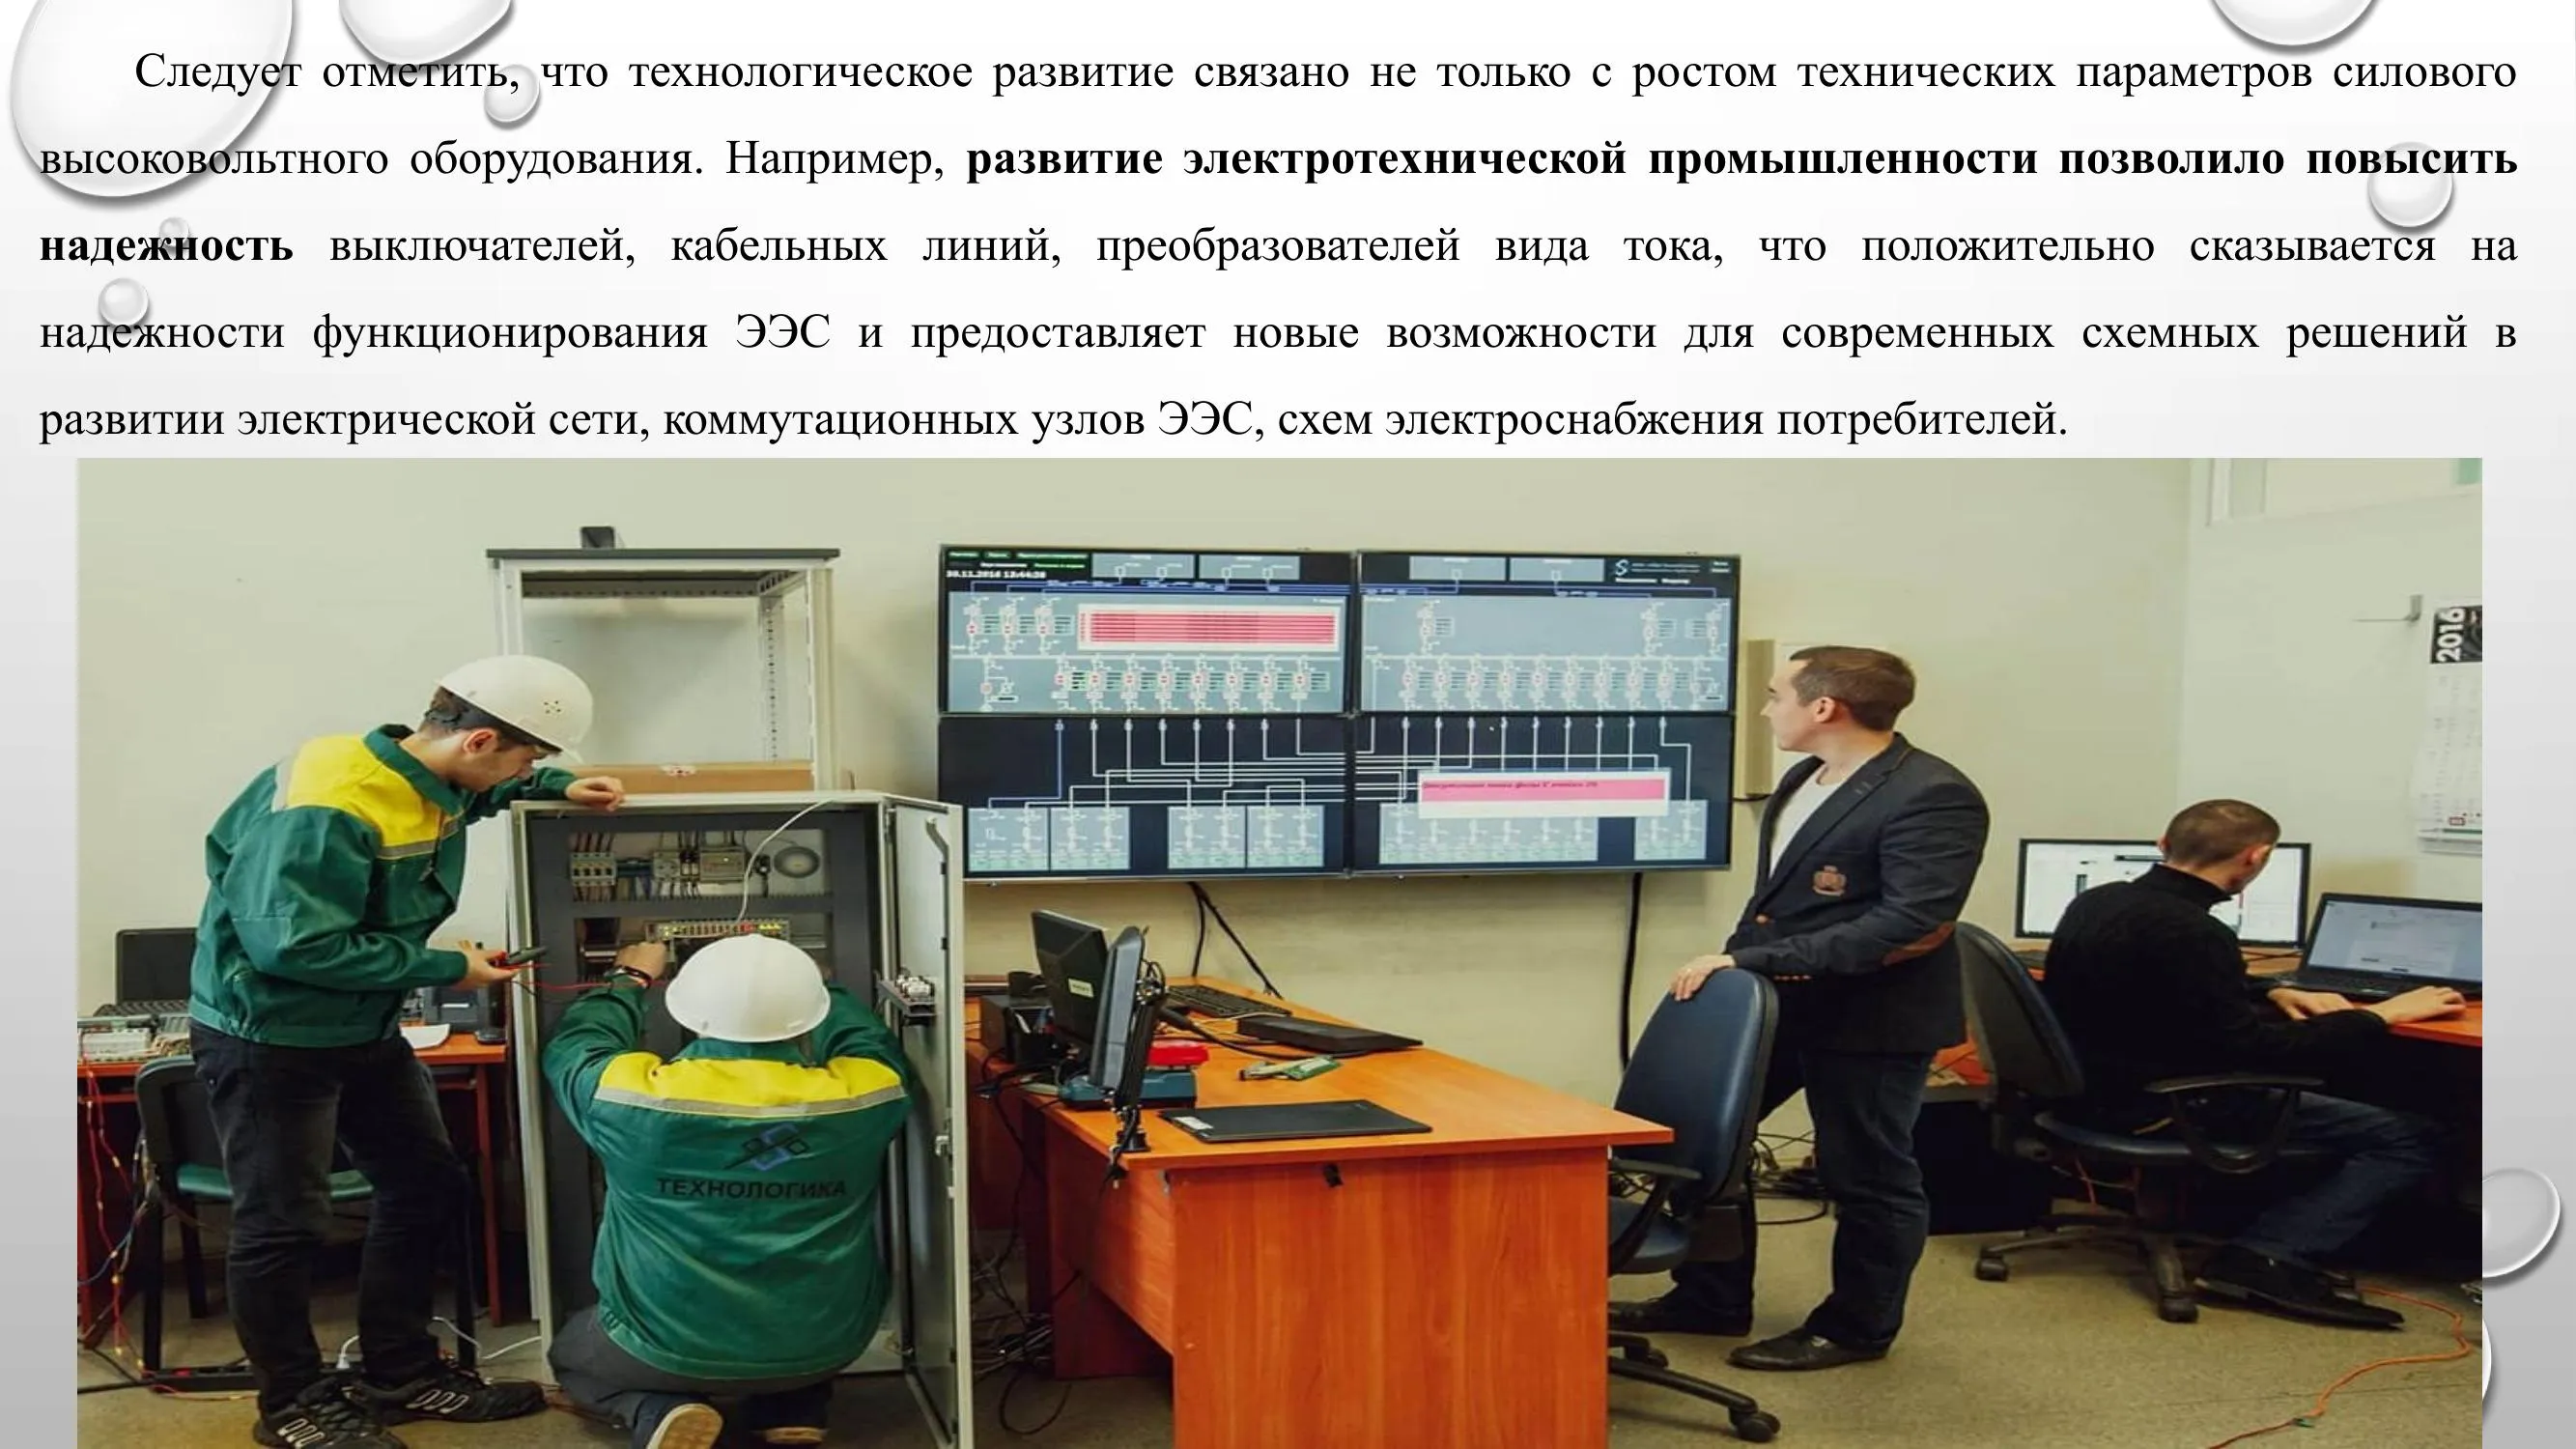 Следует отметить, что технологическое развитие связано не только с ростом технических параметров силового
высоковольтного оборудования. Например, развитие электротехнической промышленности позволило повысить
надежность выключателей, кабельных линий, преобразователей вида тока, что положительно сказывается на
надежности функционирования ЭЭС и предоставляет новые возможности для современных схемных решений в
развитии электрической сети, коммутационных узлов ЭЭС, схем электроснабжения потребителей.
2016
ТЕХНОЛОГИКА